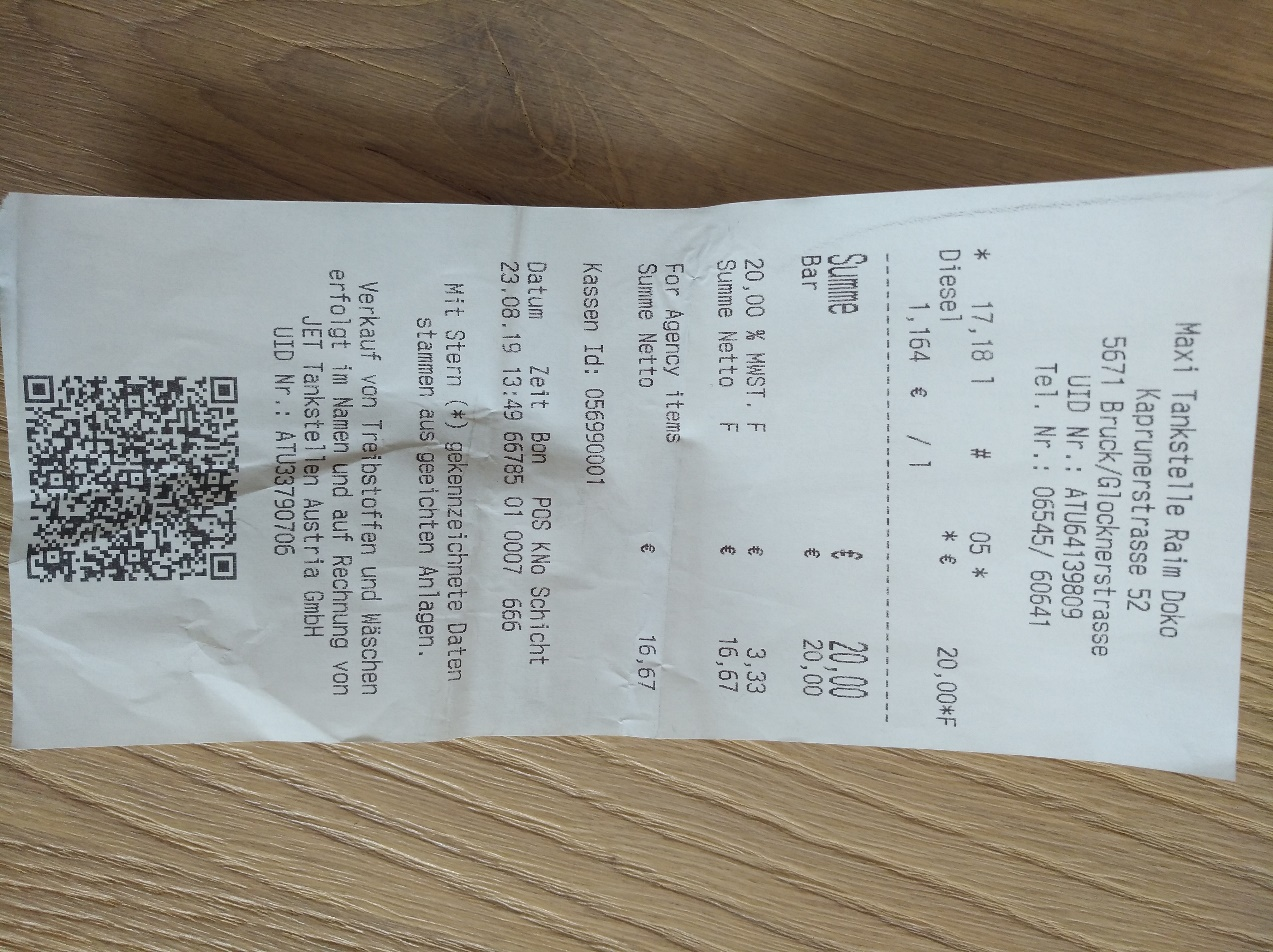 Maxi Tankstelle Raim Doko
Kaprunerstrasse 52
5671 Bruck/Glocknerstrasse
UID Nr.: ATU64139809
Tel. Nr.: 06545/ 60641
* 17,18 l # 05 *
Diesel * € 20,00*F
1,164 € / l
Summe € 20,00
Bar € 20,00
20,00 % MWST. F € 3,33
Summe Netto F € 16,67
For Agency items
Summe Netto € 16,67
Kassen Id: 056990001
Datum Zeit Bon POS KNo Schicht
23.08.19 13:49 66785 01 0007 666
Mit Stern (*) gekennzeichnete Daten
stammen aus geeichten Anlagen.
Verkauf von Treibstoffen und Wäschen
erfolgt im Namen und auf Rechnung von
JET Tankstellen Austria GmbH
UID Nr.: ATU33790706